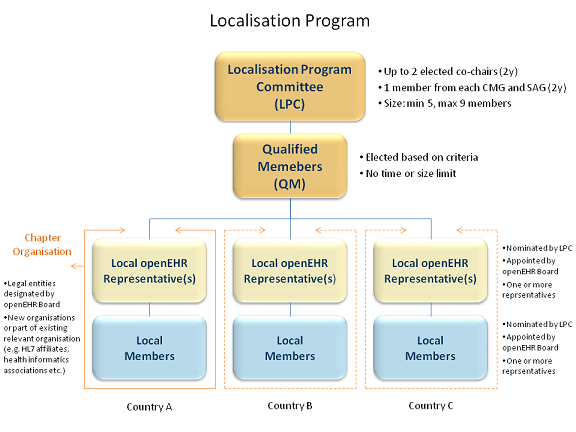 Localisation Program
Localisation Program
Committee
(LPC)
• Up to 2 elected co-chairs (2y)
• 1 member from each CMG and SAG (2y)
• Size: min 5, max 9 members
Qualified
Memebers
(QM)
• Elected based on criteria
• No time or size limit
Chapter
Organisation
• Legal entities
designated by
openEHR Board
• New organisations
or part of existing
relevant organisation
(e.g. HL7 affiliates,
health informatics
associations etc.)
Local openEHR
Representative(s)
Local openEHR
Representative(s)
Local openEHR
Representative(s)
• Nominated by LPC
• Appointed by
openEHR Board
• One or more
representatives
Local
Members
Local
Members
Local
Members
• Nominated by LPC
• Appointed by
openEHR Board
• One or more
reprsentatives
Country A
Country B
Country C